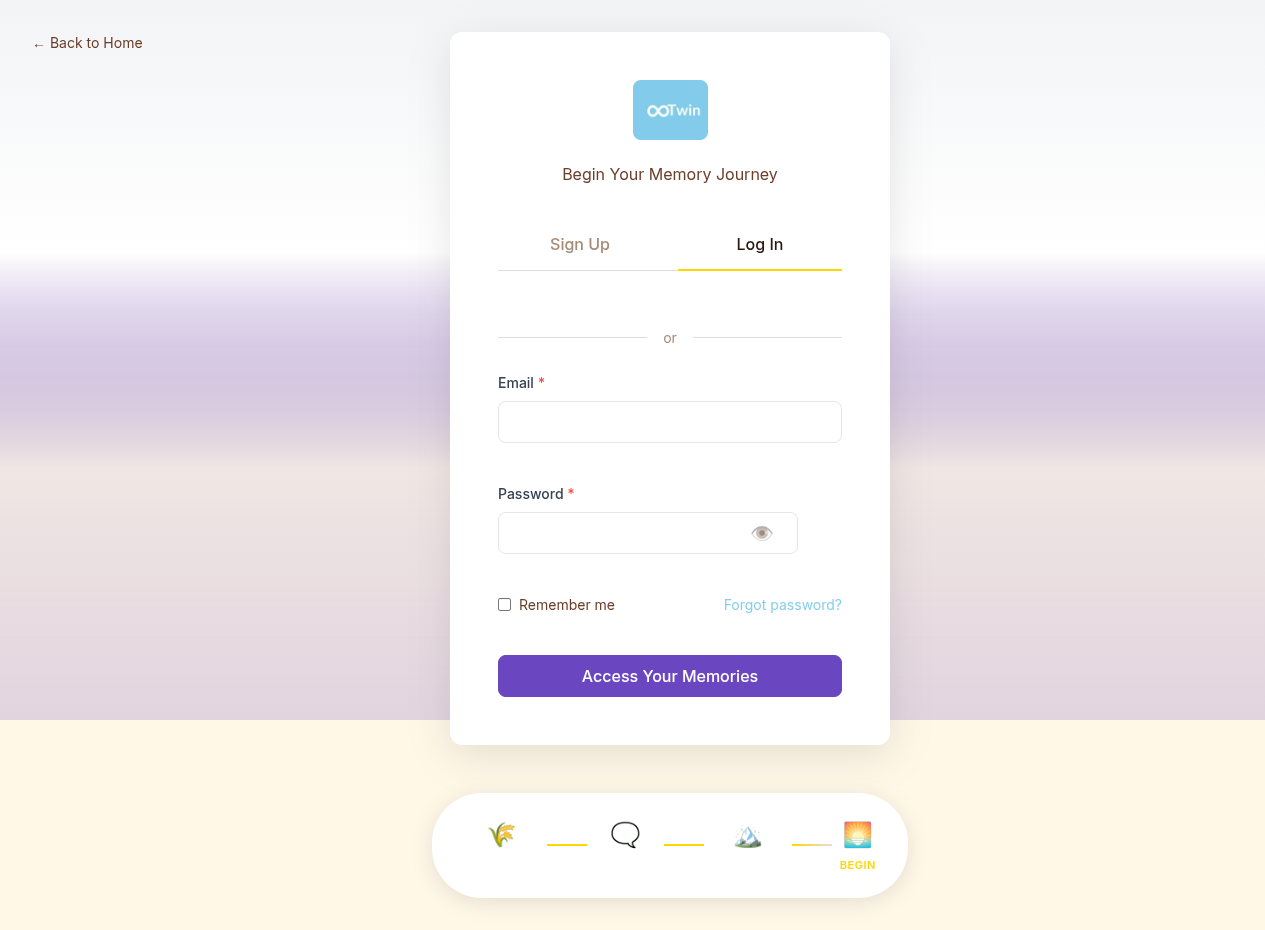 ← Back to Home
∞Twin
Begin Your Memory Journey
Sign Up
Log In
or
Email *
Password *
Remember me
Forgot password?
Access Your Memories
BEGIN